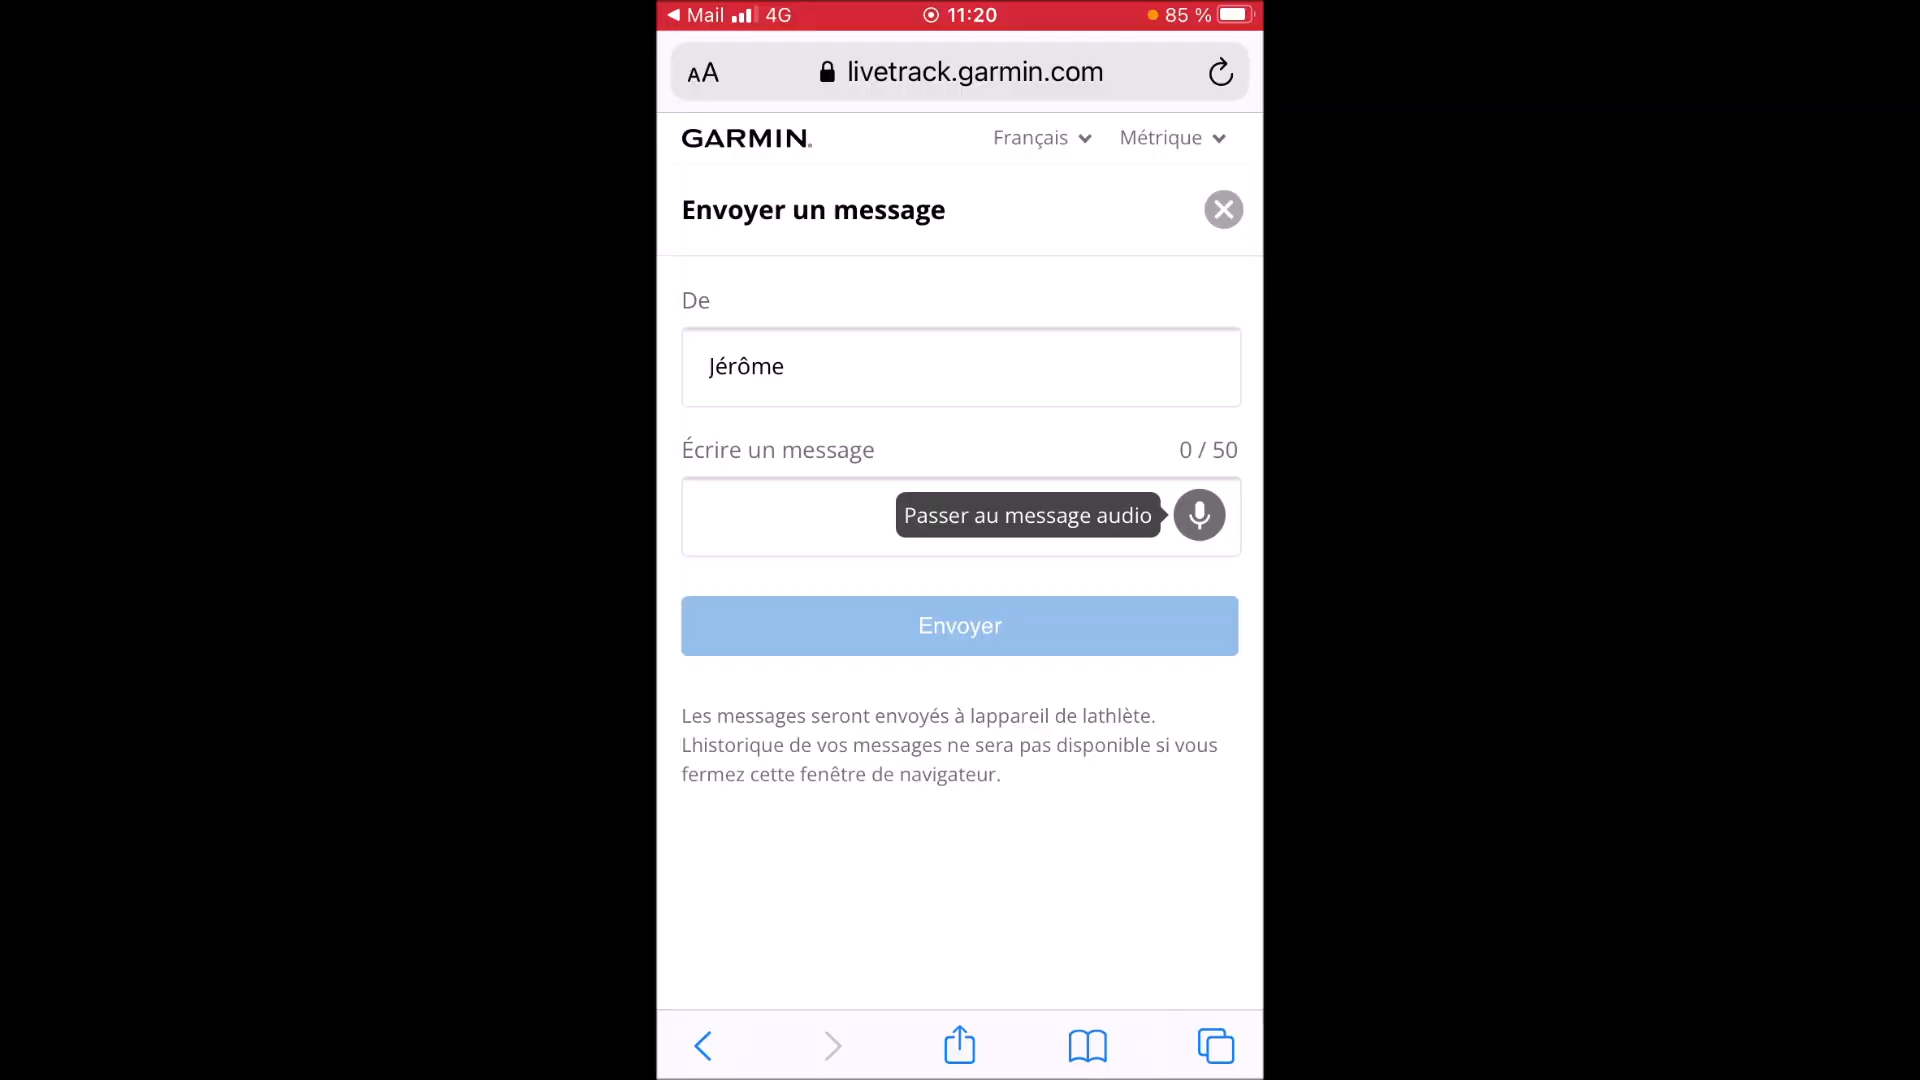 Mail 4G 11:20 85 %
AA livetrack.garmin.com
GARMIN. Français Métrique
Envoyer un message
De
Jérôme
Écrire un message 0 / 50
Passer au message audio
Envoyer
Les messages seront envoyés à lappareil de lathlète.
Lhistorique de vos messages ne sera pas disponible si vous
fermez cette fenêtre de navigateur.